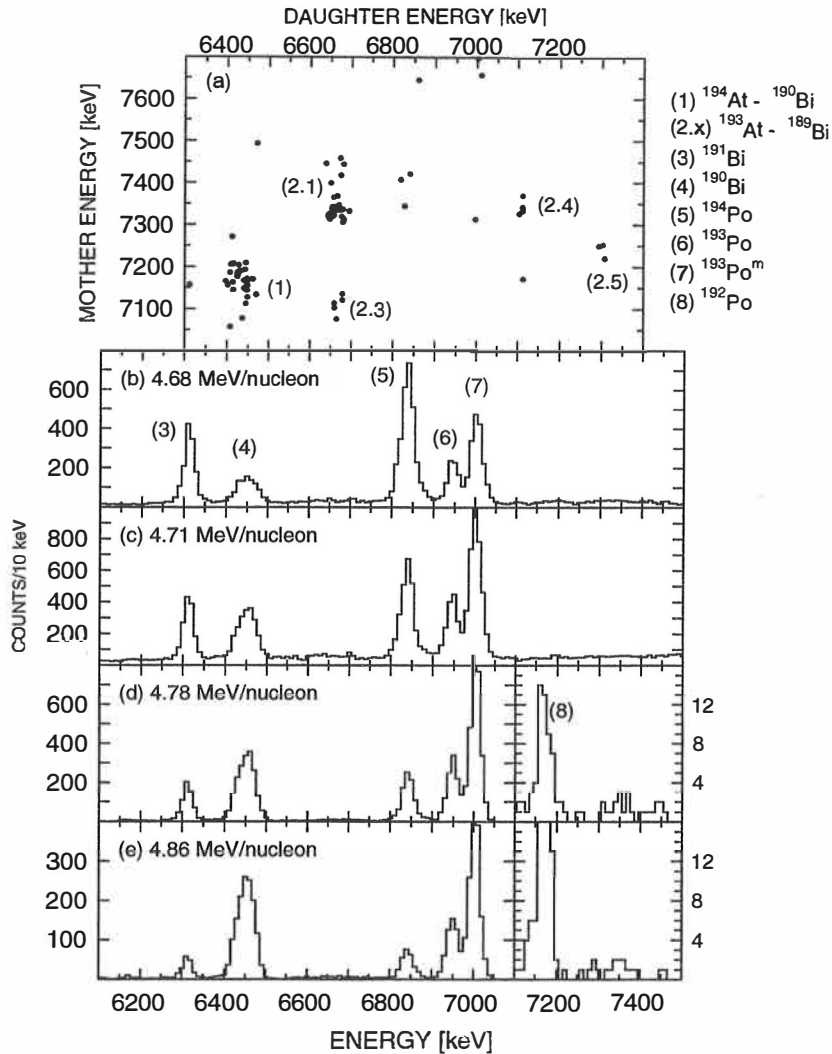 DAUGHTER ENERGY [keV]
6400 6600 6800 7000 7200
(a)
7600
7500
7400
7300
7200
7100
MOTHER ENERGY [keV]
(2.1)
(2.4)
(2.5)
(1)
(2.3)
(1) ¹⁹⁴At - ¹⁹⁰Bi
(2.x) ¹⁹³At - ¹⁸⁹Bi
(3) ¹⁹¹Bi
(4) ¹⁹⁰Bi
(5) ¹⁹⁴Po
(6) ¹⁹³Po
(7) ¹⁹³Poᵐ
(8) ¹⁹²Po
(b) 4.68 MeV/nucleon
(5)
(7)
(3)
(4)
(6)
600
400
200
(c) 4.71 MeV/nucleon
800
600
400
200
COUNTS/10 keV
(d) 4.78 MeV/nucleon
(8)
600
400
200
12
8
4
(e) 4.86 MeV/nucleon
300
200
100
12
8
4
6200 6400 6600 6800 7000 7200 7400
ENERGY [keV]